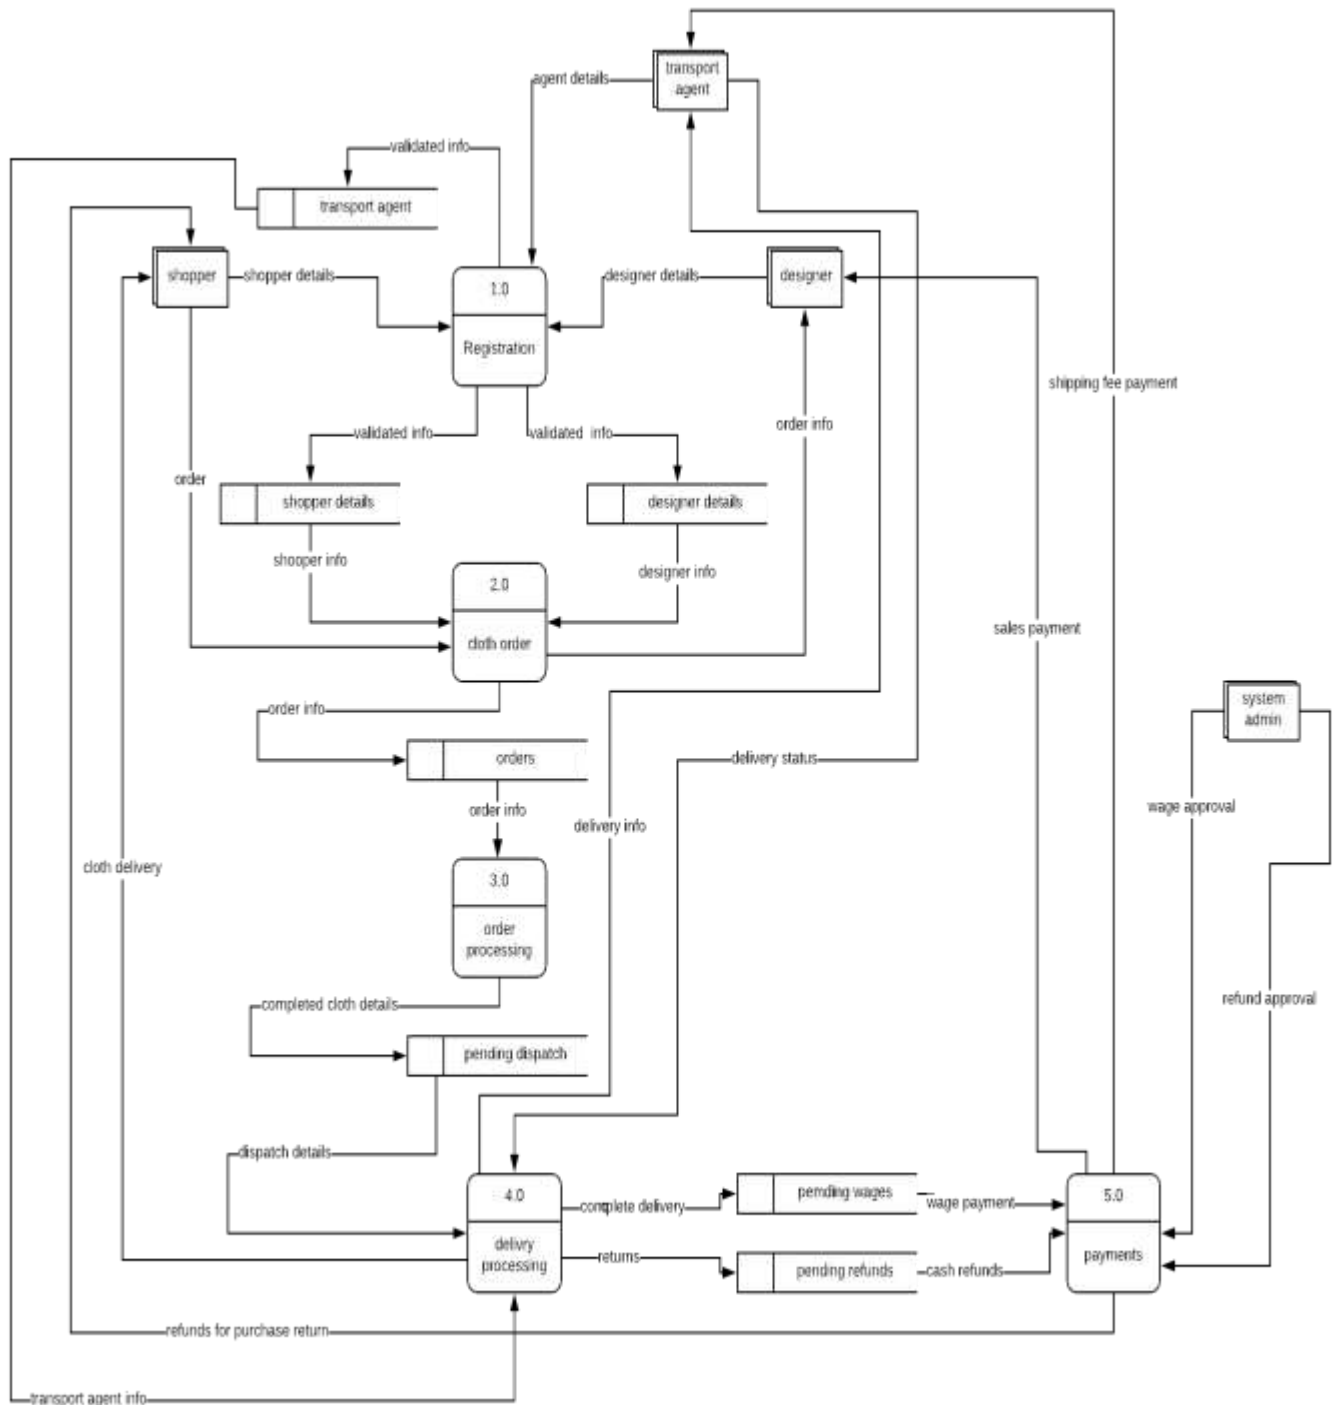 transport
agent
agent details
validated info
transport agent
shopper
shopper details
designer details
designer
1.0
Registration
shipping fee payment
validated info
validated info
order info
order
shopper details
designer details
shooper info
designer info
2.0
cloth order
sales payment
system
admin
order info
orders
delivery status
order info
delivery info
wage approval
cloth delivery
3.0
order
processing
completed cloth details
refund approval
pending dispatch
dispatch details
4.0
delivry
processing
complete delivery
pemding wages
wage payment
5.0
payments
returns
pending refunds
cash refunds
refunds for purchase return
transport agent info